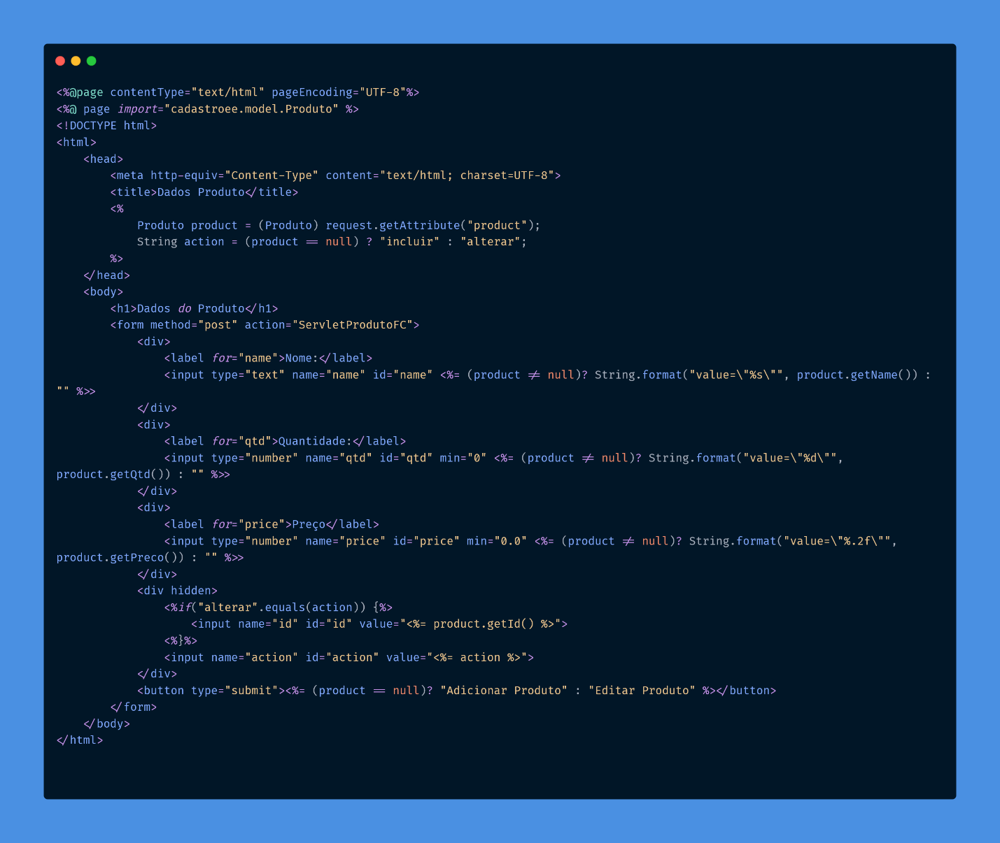 <%@page contentType="text/html" pageEncoding="UTF-8"%>
<%@ page import="cadastroee.model.Produto" %>
<!DOCTYPE html>
<html>
    <head>
        <meta http-equiv="Content-Type" content="text/html; charset=UTF-8">
        <title>Dados Produto</title>
        <%
            Produto product = (Produto) request.getAttribute("product");
            String action = (product == null) ? "incluir" : "alterar";
        %>
    </head>
    <body>
        <h1>Dados do Produto</h1>
        <form method="post" action="ServletProdutoFC">
            <div>
                <label for="name">Nome:</label>
                <input type="text" name="name" id="name" <%= (product != null)? String.format("value=\"%s\"", product.getName()) :
"" %>>
            </div>
            <div>
                <label for="qtd">Quantidade:</label>
                <input type="number" name="qtd" id="qtd" min="0" <%= (product != null)? String.format("value=\"%d\"",
product.getQtd()) : "" %>>
            </div>
            <div>
                <label for="price">Preço</label>
                <input type="number" name="price" id="price" min="0.0" <%= (product != null)? String.format("value=\"%.2f\"",
product.getPreco()) : "" %>>
            </div>
            <div hidden>
                <%if("alterar".equals(action)) {%>
                    <input name="id" id="id" value="<%= product.getId() %>">
                <%}%>
                <input name="action" id="action" value="<%= action %>">
            </div>
            <button type="submit"><%= (product == null)? "Adicionar Produto" : "Editar Produto" %></button>
        </form>
    </body>
</html>